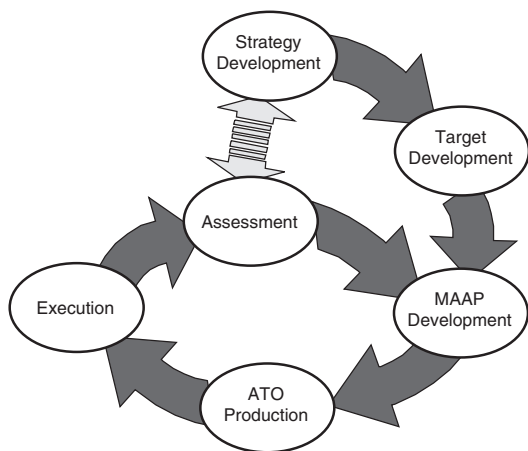 Strategy
Development
Target
Development
Assessment
MAAP
Development
Execution
ATO
Production